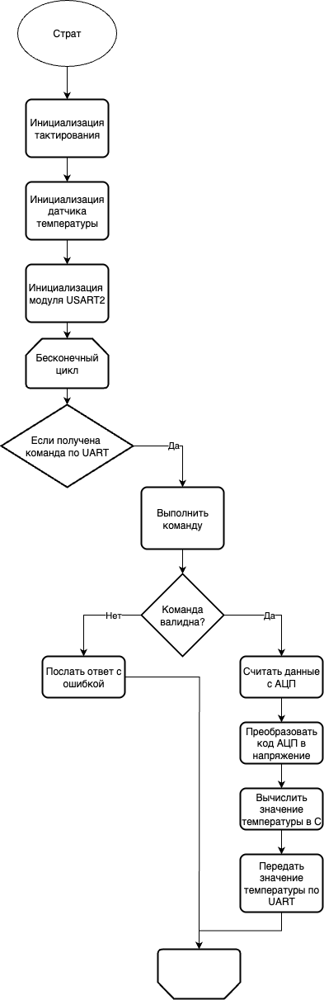 Страт
Инициализация
тактирования
Инициализация
датчика
температуры
Инициализация
модуля USART2
Бесконечный
цикл
Если получена
команда по UART
Да
Выполнить
команду
Команда
валидна?
Нет
Да
Послать ответ с
ошибкой
Считать данные
с АЦП
Преобразовать
код АЦП в
напряжение
Вычислить
значение
температуры в С
Передать
значение
температуры по
UART